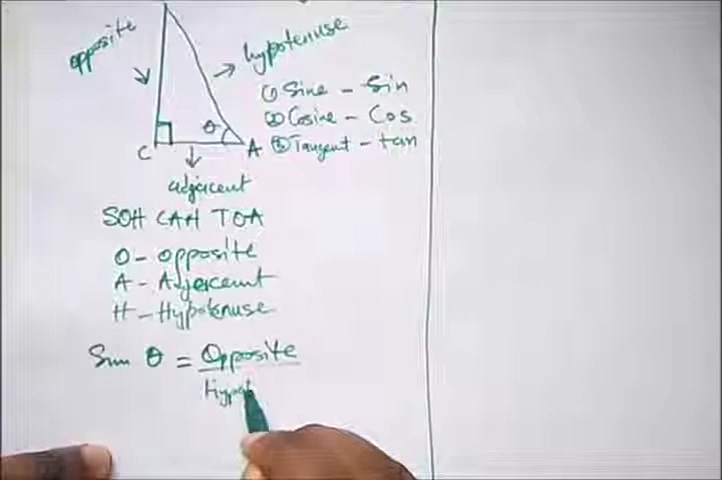 opposite
hypotenuse
① Sine - Sin
② Cosine - Cos
θ
C
A ③ Tangent - tan
adjacent
SOH CAH TOA
O - opposite
A - Adjacent
H - Hypotenuse
Sin θ = Opposite
Hypot